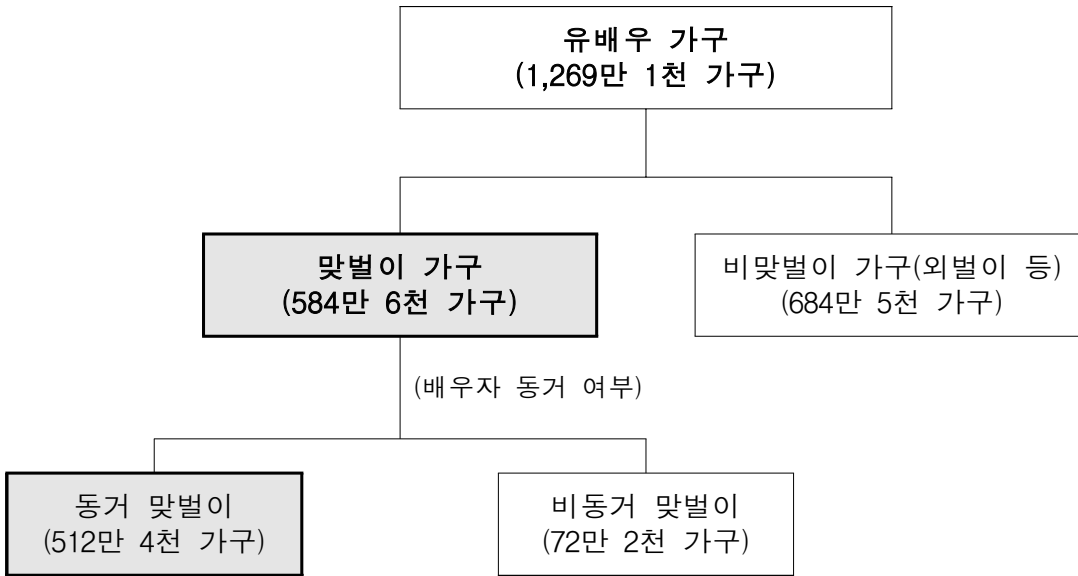 유배우 가구
(1,269만 1천 가구)
맞벌이 가구
(584만 6천 가구)
비맞벌이 가구(외벌이 등)
(684만 5천 가구)
(배우자 동거 여부)
동거 맞벌이
(512만 4천 가구)
비동거 맞벌이
(72만 2천 가구)